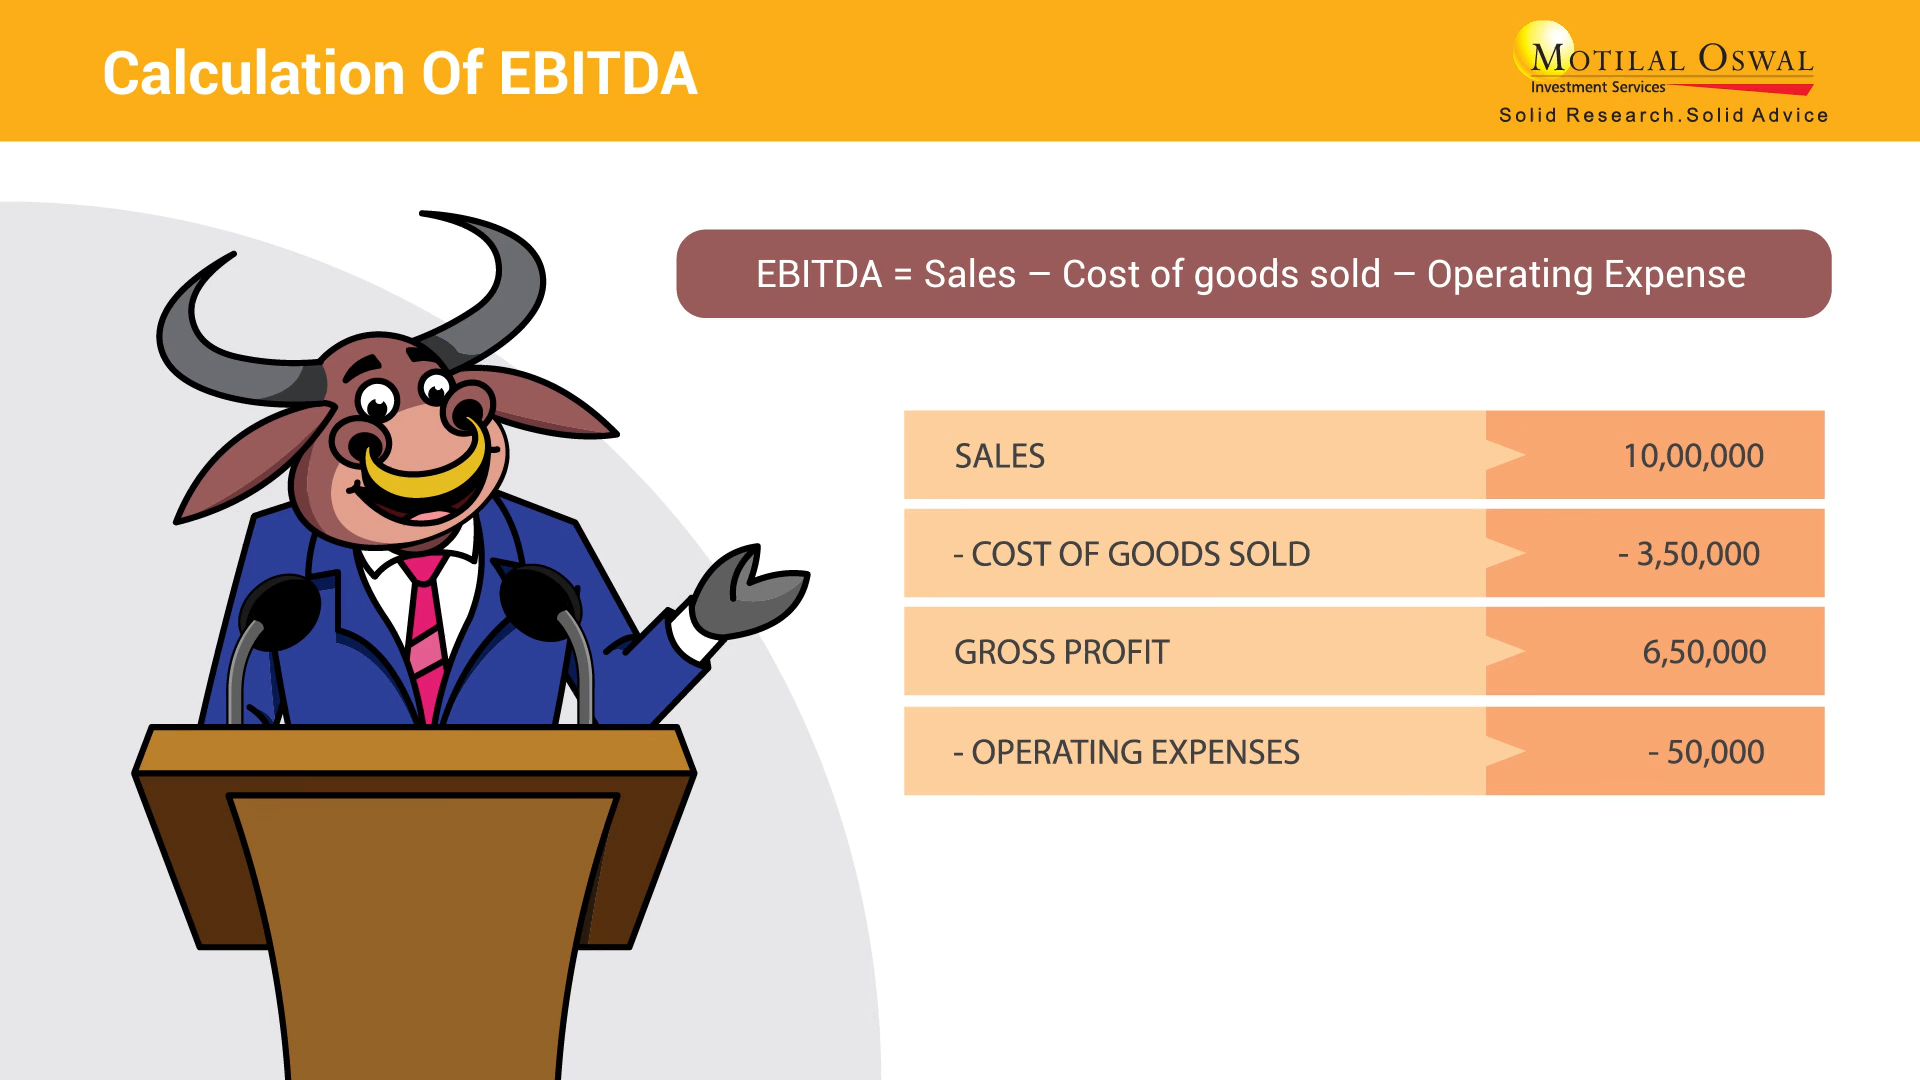 Calculation Of EBITDA
MOTILAL OSWAL
Investment Services
Solid Research.Solid Advice
EBITDA = Sales – Cost of goods sold – Operating Expense
SALES 10,00,000
- COST OF GOODS SOLD - 3,50,000
GROSS PROFIT 6,50,000
- OPERATING EXPENSES - 50,000